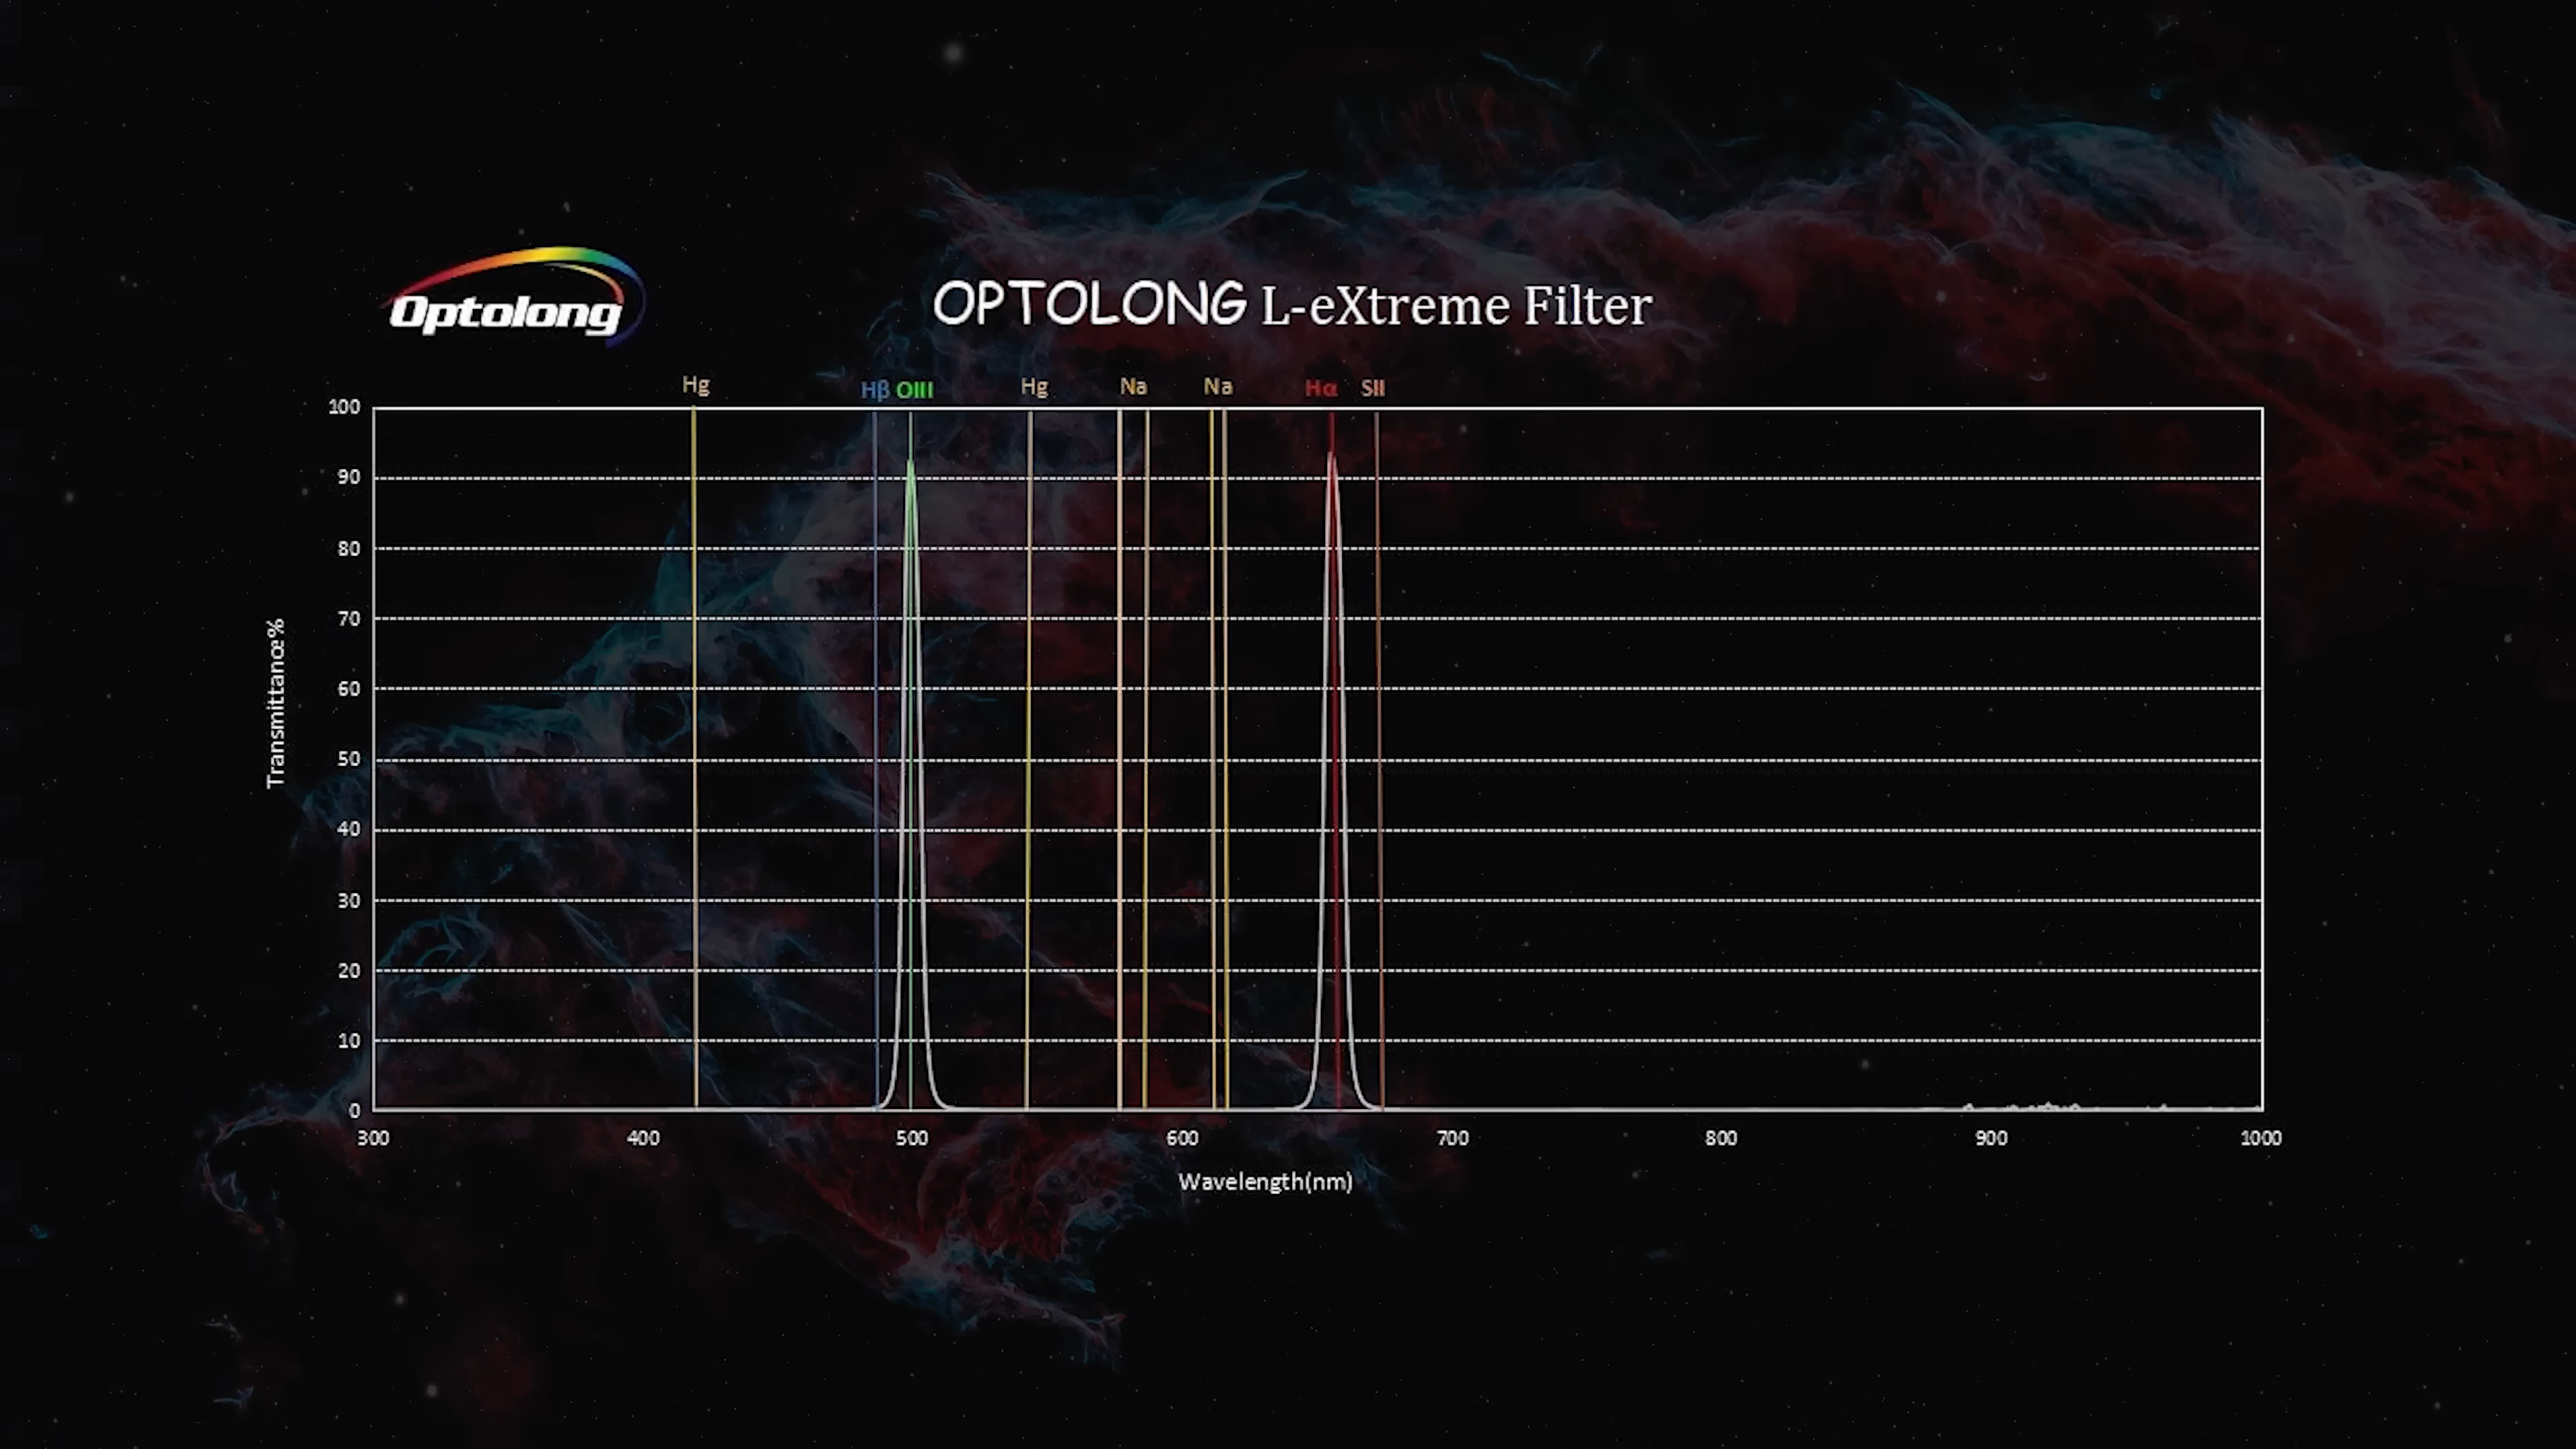 Optolong
OPTOLONG L-eXtreme Filter
Hg Hβ OIII Hg Na Na Hα SII
100
90
80
70
60
50
40
30
20
10
0
Transmittance%
300 400 500 600 700 800 900 1000
Wavelength(nm)